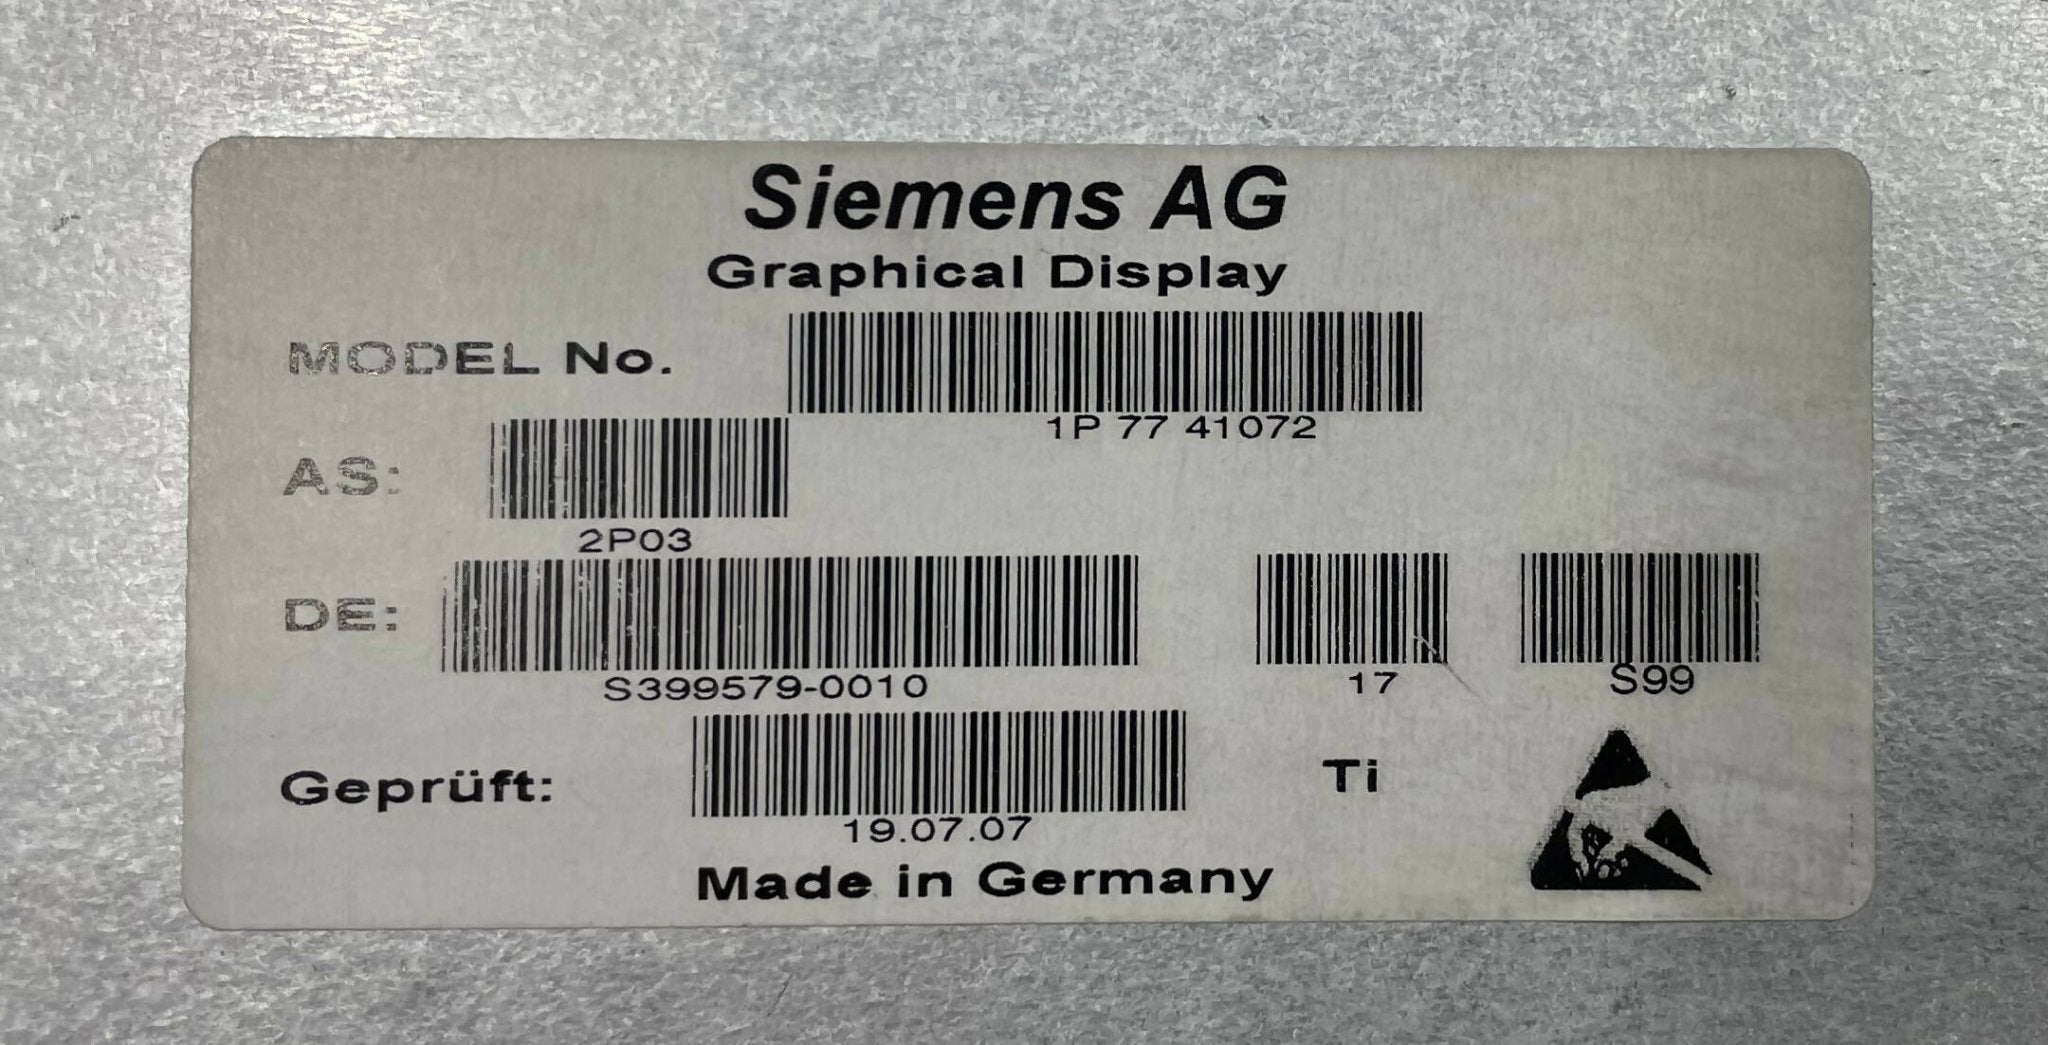 Siemens AG
Graphical Display
MODEL No.
1P 77 41072
AS:
2P03
DE:
S399579-0010 17 S99
Geprüft: Ti
19.07.07
Made in Germany